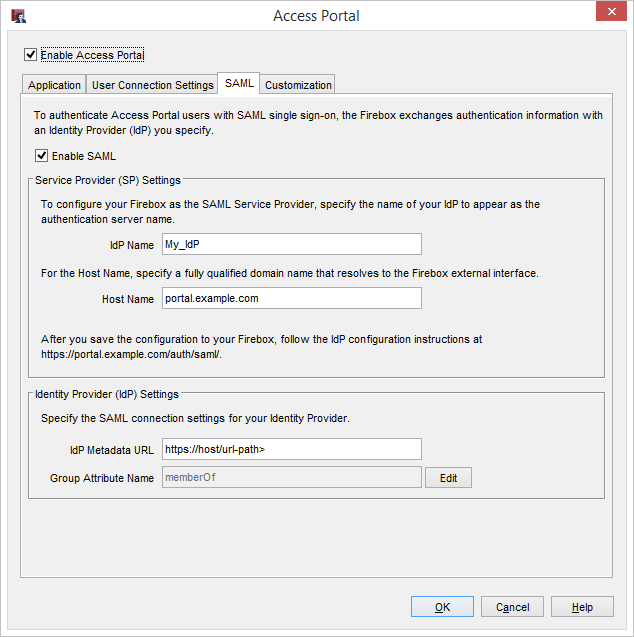 Access Portal
Enable Access Portal
Application User Connection Settings SAML Customization
To authenticate Access Portal users with SAML single sign-on, the Firebox exchanges authentication information with
an Identity Provider (IdP) you specify.
Enable SAML
Service Provider (SP) Settings
To configure your Firebox as the SAML Service Provider, specify the name of your IdP to appear as the
authentication server name.
IdP Name My_IdP
For the Host Name, specify a fully qualified domain name that resolves to the Firebox external interface.
Host Name portal.example.com
After you save the configuration to your Firebox, follow the IdP configuration instructions at
https://portal.example.com/auth/saml/.
Identity Provider (IdP) Settings
Specify the SAML connection settings for your Identity Provider.
IdP Metadata URL https://host/url-path>
Group Attribute Name memberOf Edit
OK Cancel Help